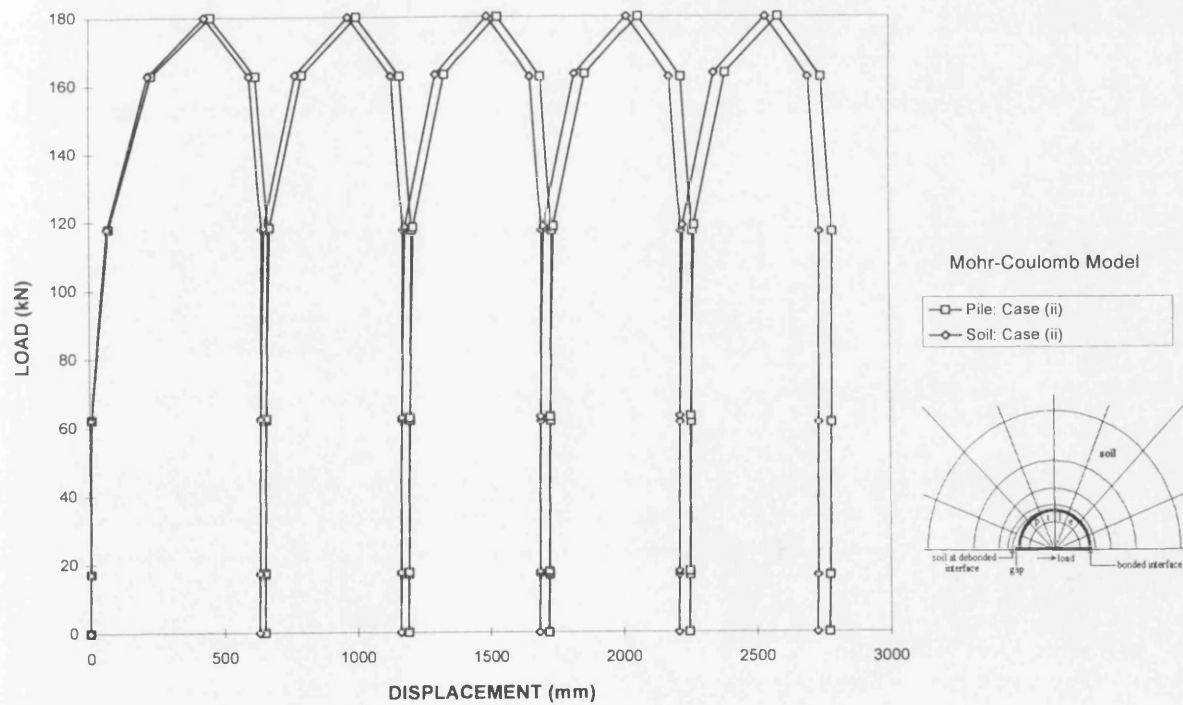 180
160
140
120
100
80
60
40
20
0
LOAD (kN)
0 500 1000 1500 2000 2500 3000
DISPLACEMENT (mm)
Mohr-Coulomb Model
Pile: Case (ii)
Soil: Case (ii)
soil
pile
soil at debonded
interface
gap
load
bonded interface